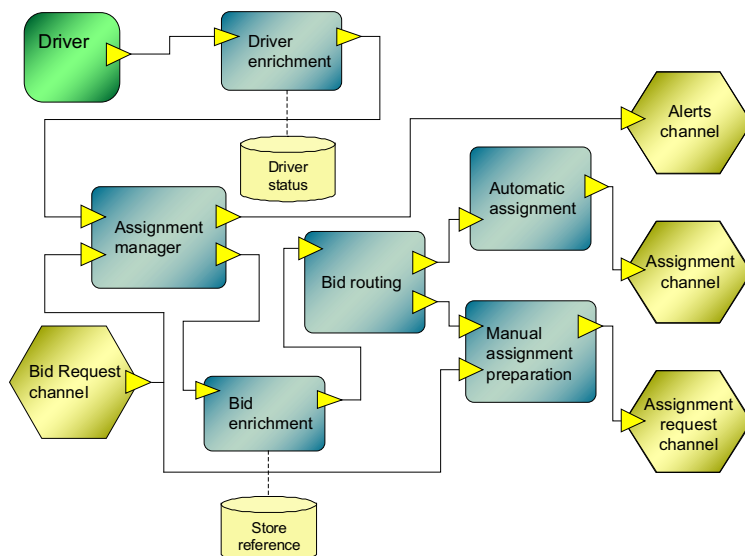 Driver
Driver
enrichment
Driver
status
Alerts
channel
Automatic
assignment
Assignment
manager
Assignment
channel
Bid routing
Manual
assignment
preparation
Bid Request
channel
Bid
enrichment
Assignment
request
channel
Store
reference